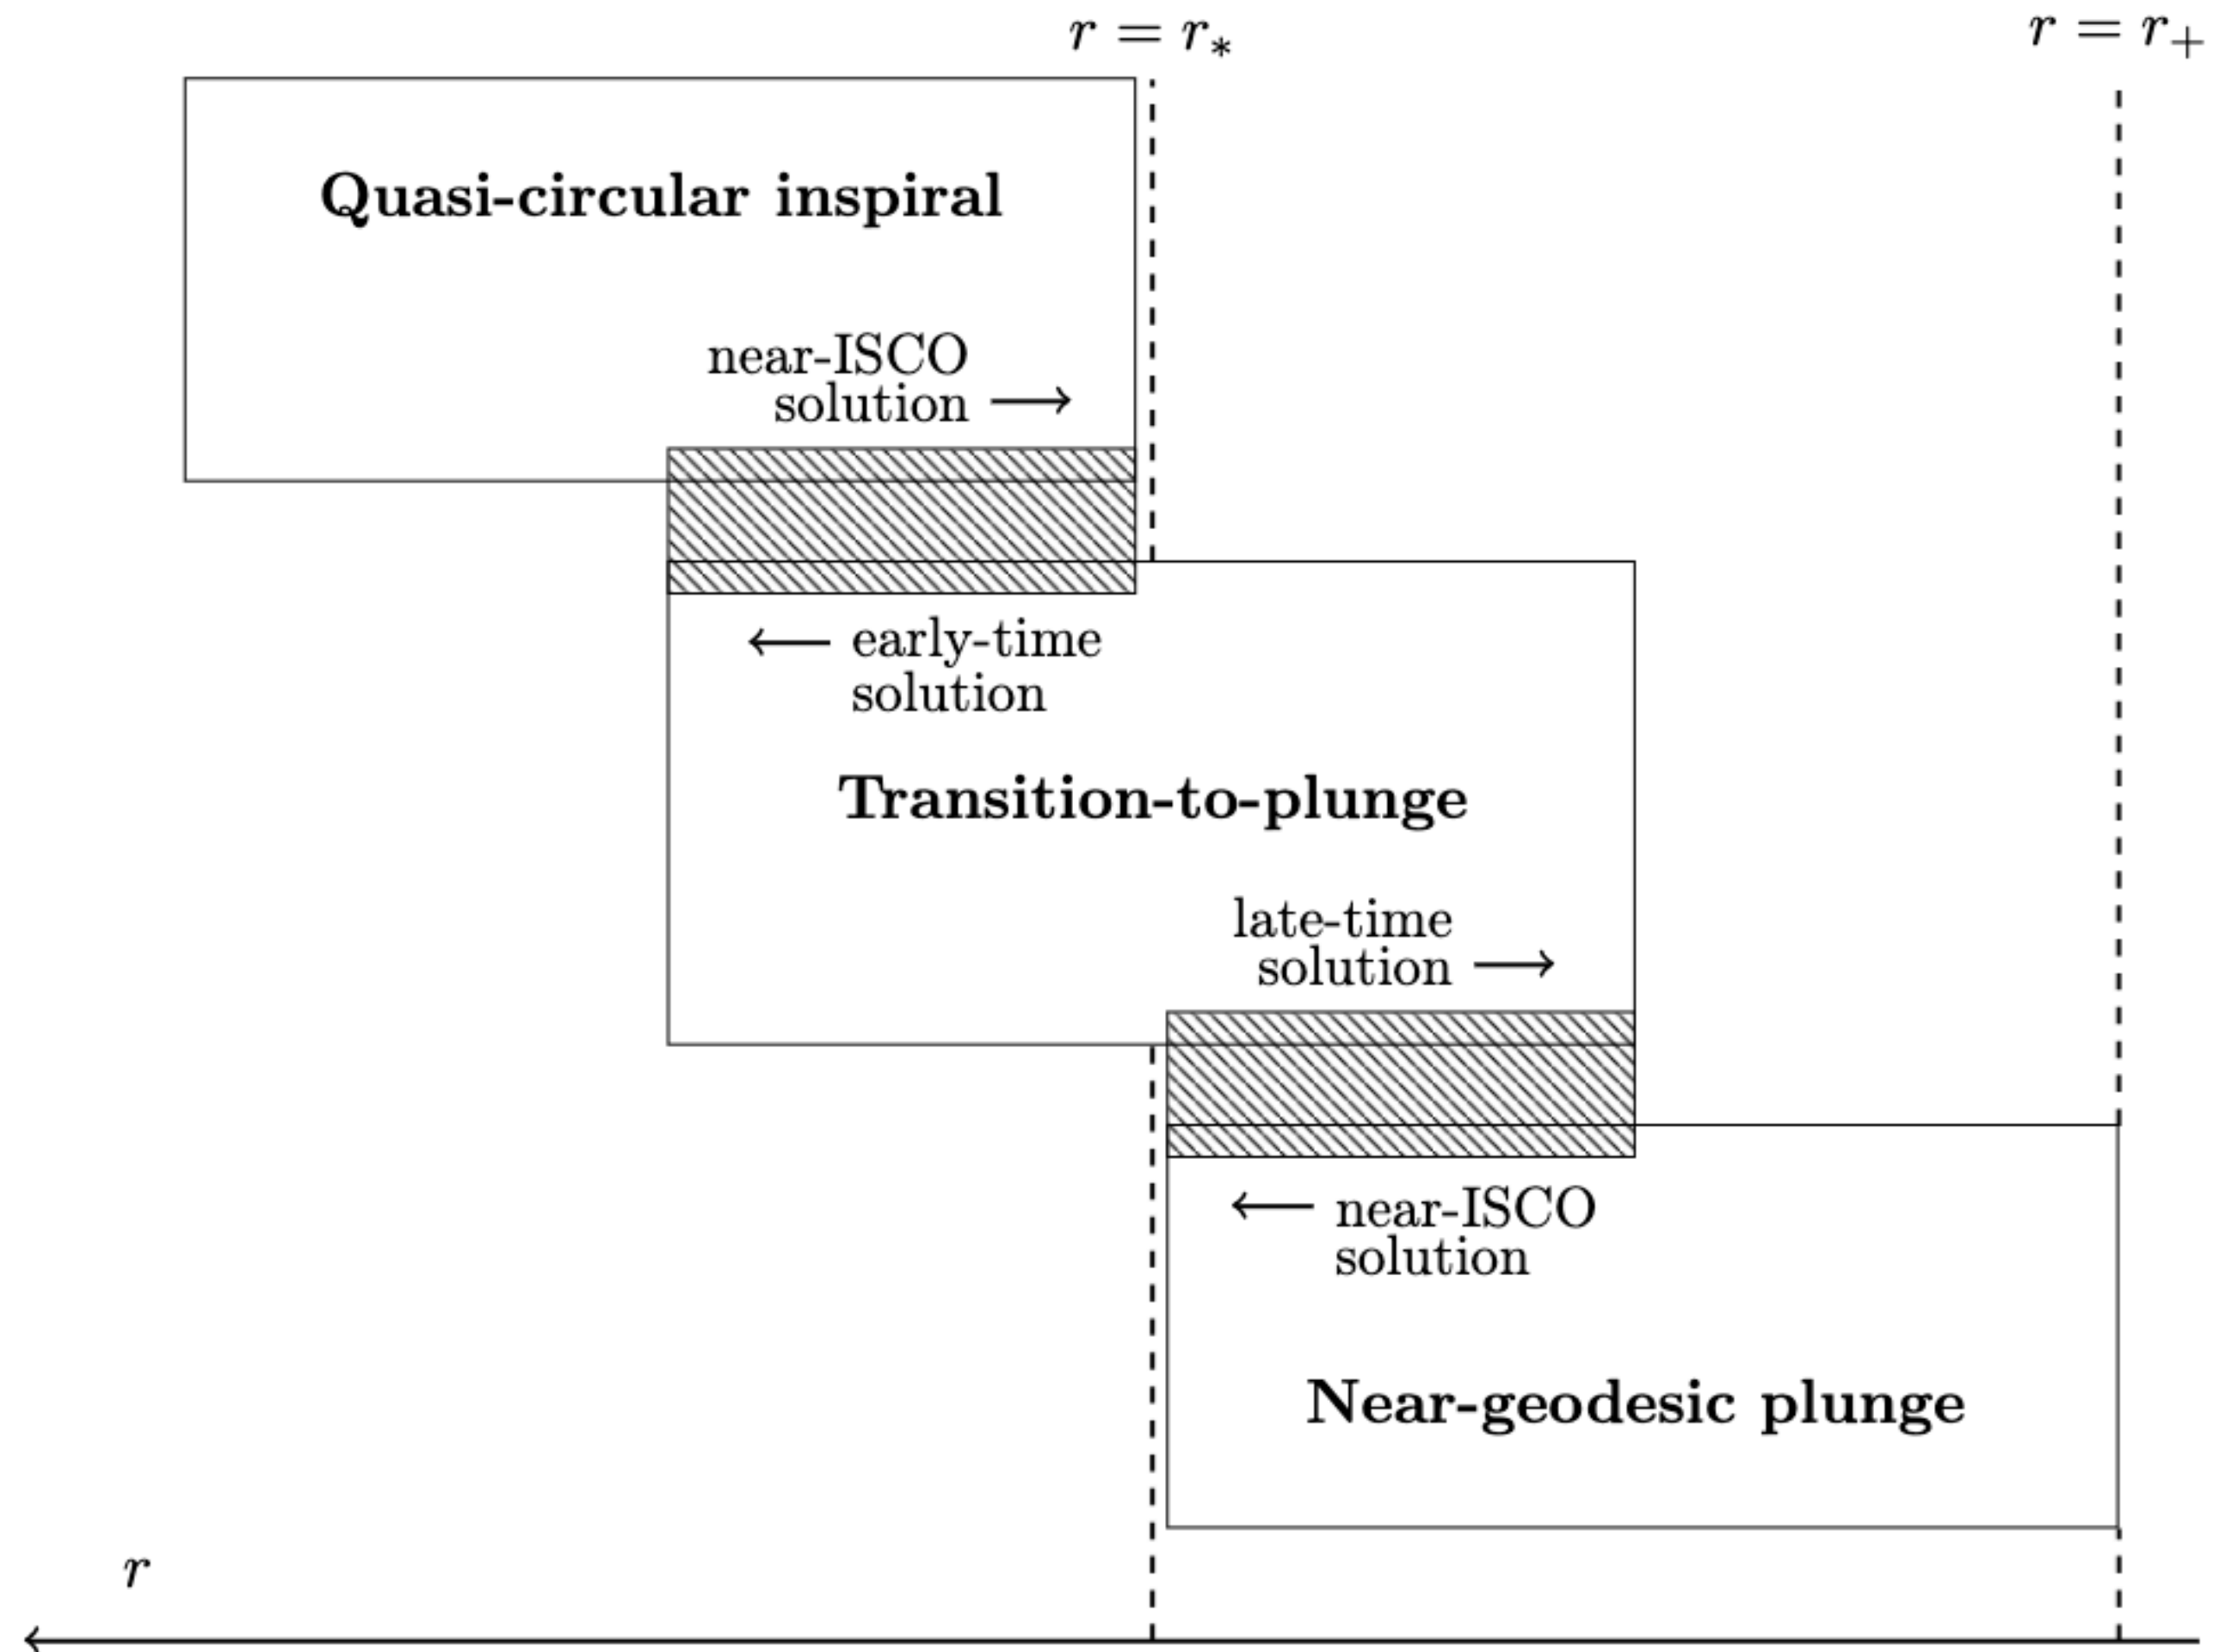 r = r_*
r = r_+
Quasi-circular inspiral
near-ISCO
solution ⟶
⟵ early-time
solution
Transition-to-plunge
late-time
solution ⟶
⟵ near-ISCO
solution
Near-geodesic plunge
r